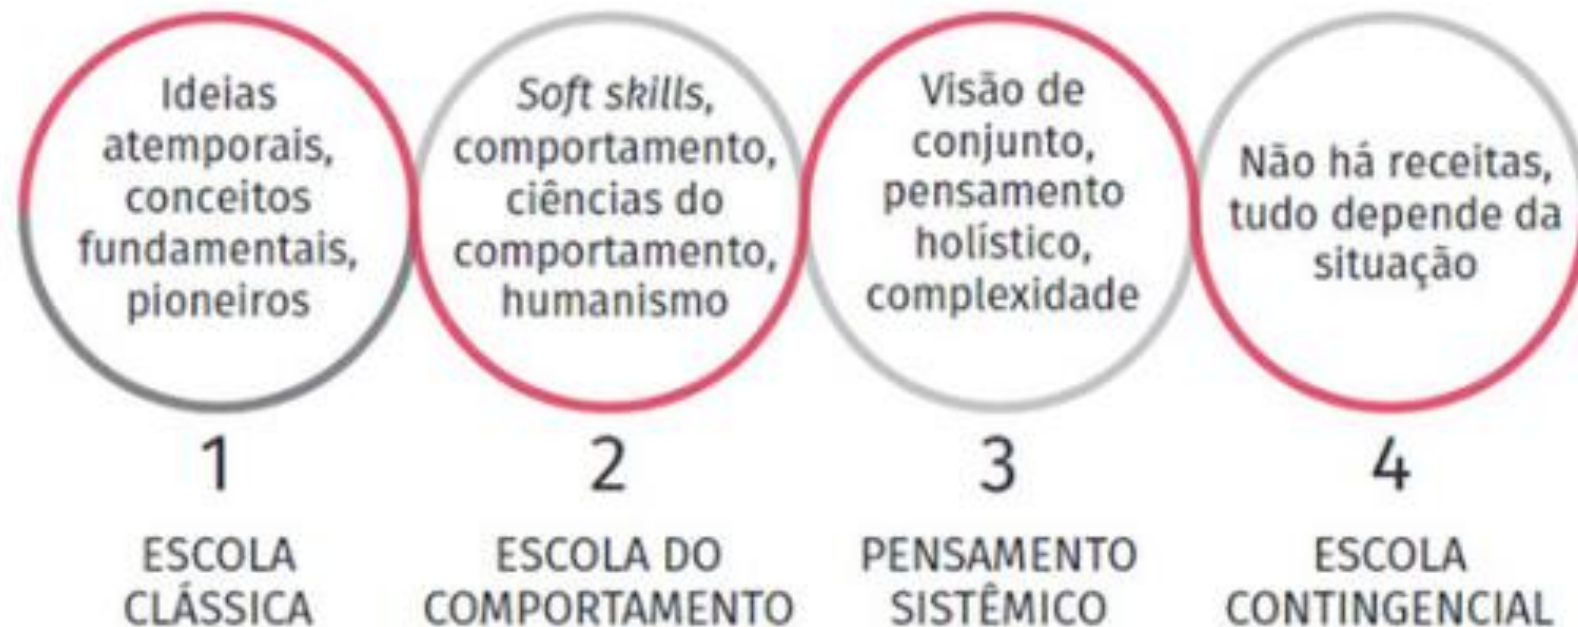 Ideias
atemporais,
conceitos
fundamentais,
pioneiros
Soft skills,
comportamento,
ciências do
comportamento,
humanismo
Visão de
conjunto,
pensamento
holístico,
complexidade
Não há receitas,
tudo depende da
situação
1
ESCOLA
CLÁSSICA
2
ESCOLA DO
COMPORTAMENTO
3
PENSAMENTO
SISTÊMICO
4
ESCOLA
CONTINGENCIAL